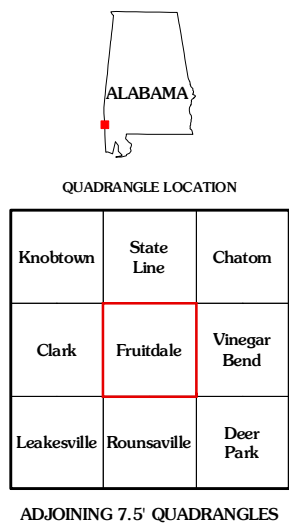 ALABAMA
QUADRANGLE LOCATION
Knobtown
State
Line
Chatom
Clark
Fruitdale
Vinegar
Bend
Leakesville
Rounsaville
Deer
Park
ADJOINING 7.5' QUADRANGLES